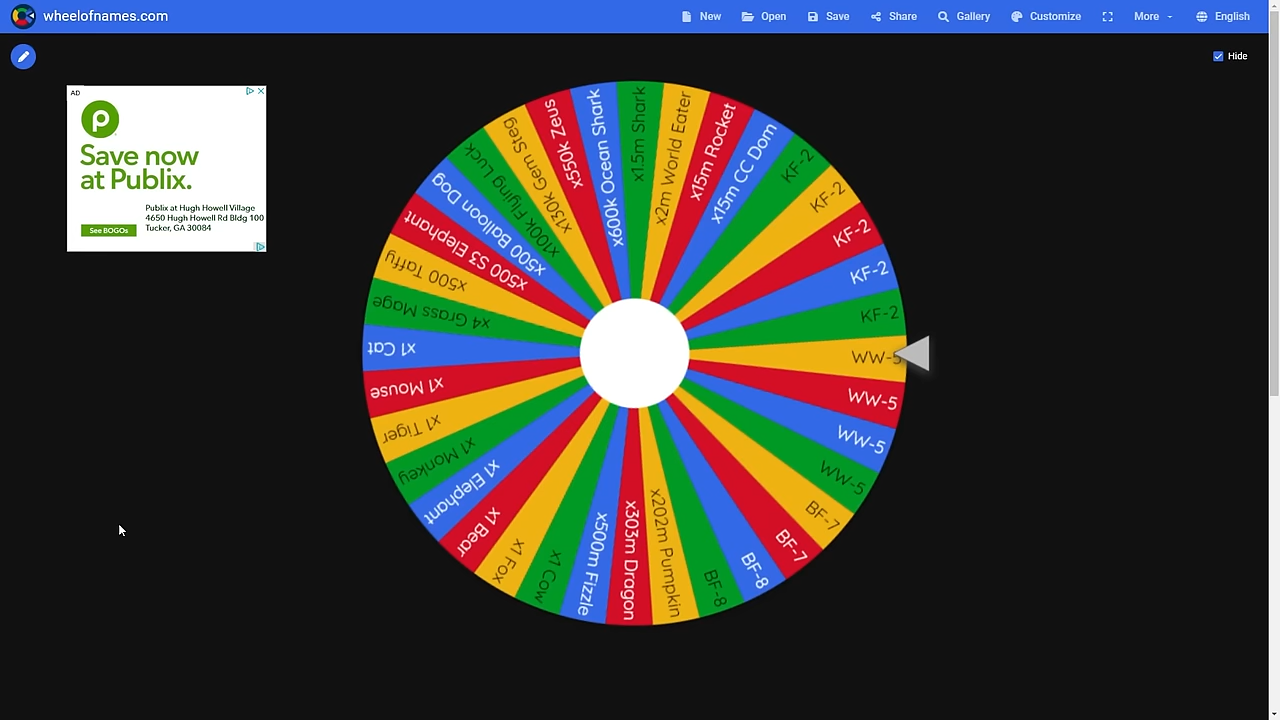 wheelofnames.com
New
Open
Save
Share
Gallery
Customize
More
English
Hide
AD
Save now
at Publix.
Publix at Hugh Howell Village
4650 Hugh Howell Rd Bldg 100
Tucker, GA 30084
See BOGOs
x1.5m Shark
x2m World Eater
x15m Rocket
x15m CC Dom
KF-2
KF-2
KF-2
KF-2
KF-2
WW-5
WW-5
WW-5
WW-5
BF-7
BF-7
BF-8
BF-8
x202m Pumpkin
x303m Dragon
x500m Fizzle
x1 Cow
x1 Fox
x1 Bear
x1 Elephant
x1 Monkey
x1 Tiger
x1 Mouse
x1 Cat
x4 Grass Mage
x500 Taffy
x500 S3 Elephant
x500 Balloon Dog
x100k Flying Luck
x130k Gem Steg
x550k Zeus
x600k Ocean Shark